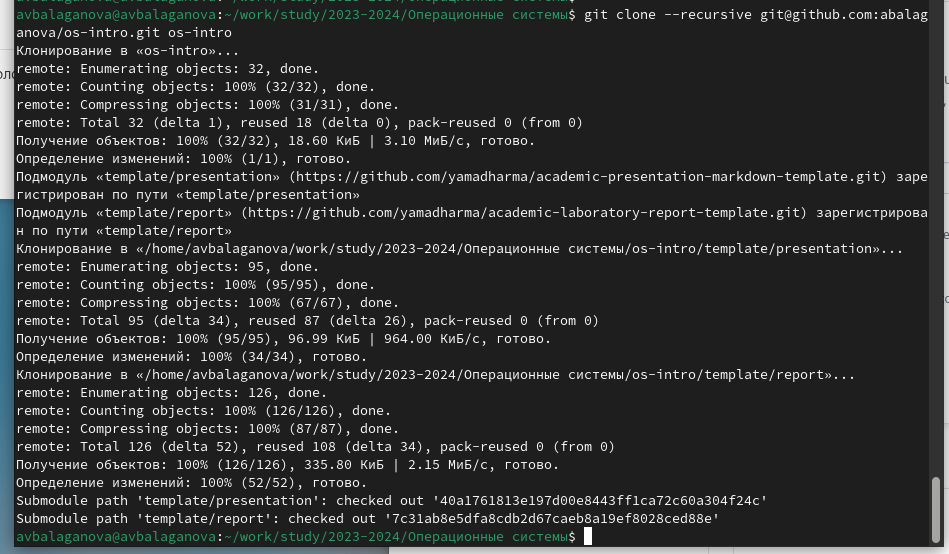 avbalaganova@avbalaganova:~/work/study/2023-2024/Операционные системы$ git clone --recursive git@github.com:abalag
anova/os-intro.git os-intro
Клонирование в «os-intro»...
remote: Enumerating objects: 32, done.
remote: Counting objects: 100% (32/32), done.
remote: Compressing objects: 100% (31/31), done.
remote: Total 32 (delta 1), reused 18 (delta 0), pack-reused 0 (from 0)
Получение объектов: 100% (32/32), 18.60 КиБ | 3.10 МиБ/с, готово.
Определение изменений: 100% (1/1), готово.
Подмодуль «template/presentation» (https://github.com/yamadharma/academic-presentation-markdown-template.git) заре
гистрирован по пути «template/presentation»
Подмодуль «template/report» (https://github.com/yamadharma/academic-laboratory-report-template.git) зарегистрирова
н по пути «template/report»
Клонирование в «/home/avbalaganova/work/study/2023-2024/Операционные системы/os-intro/template/presentation»...
remote: Enumerating objects: 95, done.
remote: Counting objects: 100% (95/95), done.
remote: Compressing objects: 100% (67/67), done.
remote: Total 95 (delta 34), reused 87 (delta 26), pack-reused 0 (from 0)
Получение объектов: 100% (95/95), 96.99 КиБ | 964.00 КиБ/с, готово.
Определение изменений: 100% (34/34), готово.
Клонирование в «/home/avbalaganova/work/study/2023-2024/Операционные системы/os-intro/template/report»...
remote: Enumerating objects: 126, done.
remote: Counting objects: 100% (126/126), done.
remote: Compressing objects: 100% (87/87), done.
remote: Total 126 (delta 52), reused 108 (delta 34), pack-reused 0 (from 0)
Получение объектов: 100% (126/126), 335.80 КиБ | 2.15 МиБ/с, готово.
Определение изменений: 100% (52/52), готово.
Submodule path 'template/presentation': checked out '40a1761813e197d00e8443ff1ca72c60a304f24c'
Submodule path 'template/report': checked out '7c31ab8e5dfa8cdb2d67caeb8a19ef8028ced88e'
avbalaganova@avbalaganova:~/work/study/2023-2024/Операционные системы$